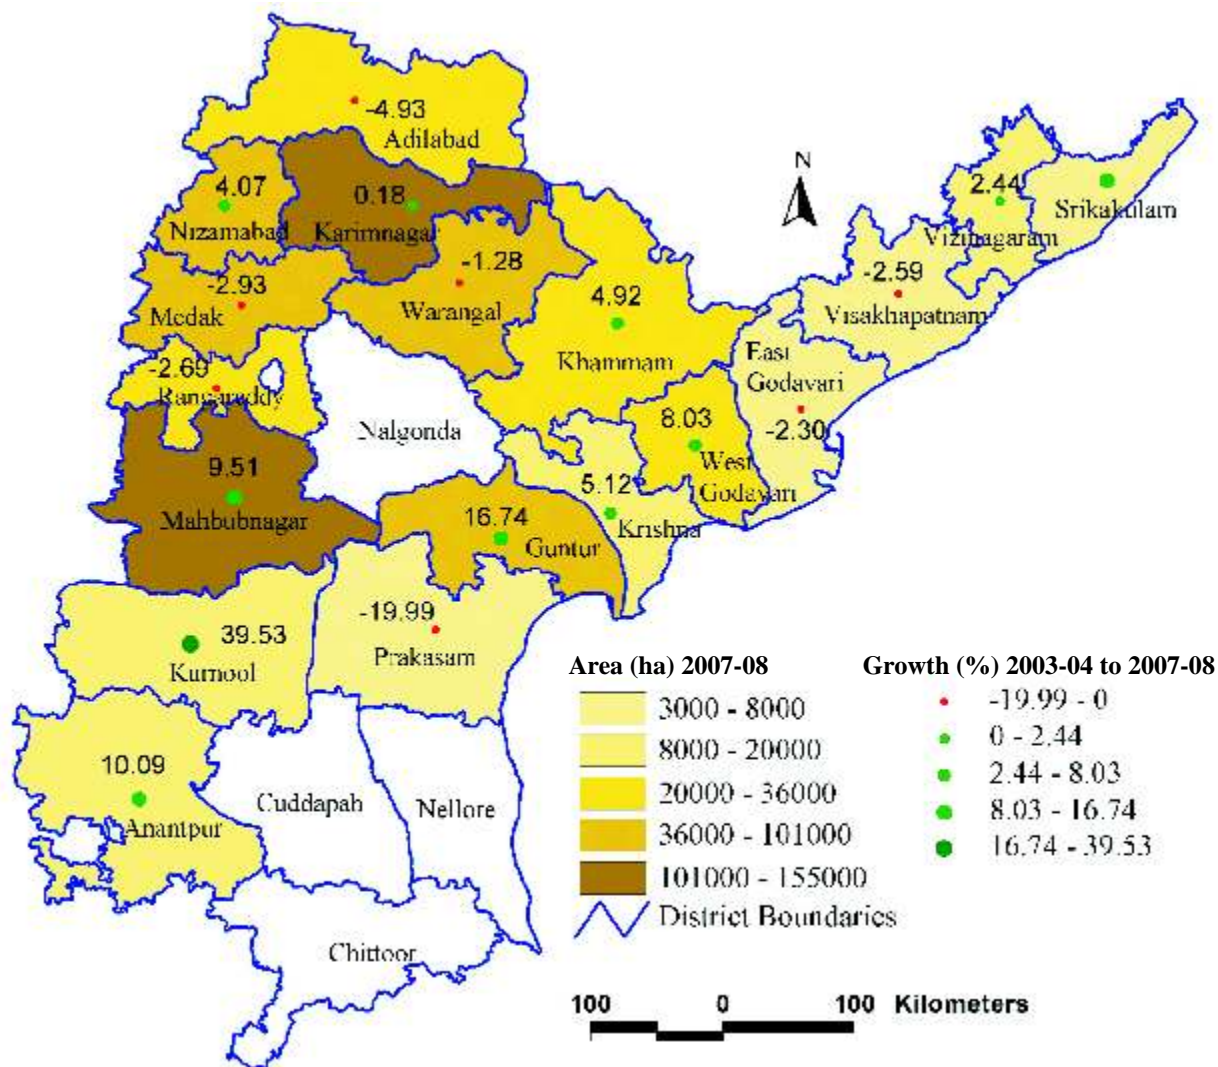 -4.93
Adilabad
N
4.07
Nizamabad
0.18
Karimnagar
2.44
Vizinagaram
Srikakulam
-2.93
Medak
-1.28
Warangal
4.92
Khammam
-2.59
Visakhapatnam
East
Godavari
-2.30
-2.69
Rangareddy
Nalgonda
8.03
West
Godavari
9.51
Mahbubnagar
16.74
Guntur
5.12
Krishna
39.53
Kurnool
-19.99
Prakasam
10.09
Anantpur
Cuddapah
Nellore
Chittoor
Area (ha) 2007-08
3000 - 8000
8000 - 20000
20000 - 36000
36000 - 101000
101000 - 155000
District Boundaries
Growth (%) 2003-04 to 2007-08
-19.99 - 0
0 - 2.44
2.44 - 8.03
8.03 - 16.74
16.74 - 39.53
100 0 100 Kilometers